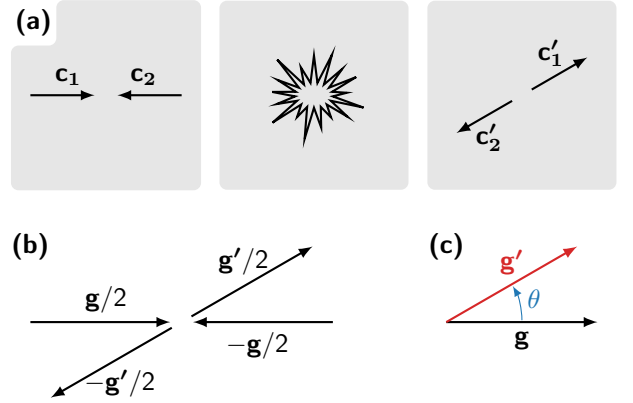 (a)
c₁ c₂
c′₁
c′₂
(b)
g/2
g′/2
−g/2
−g′/2
(c)
g′
θ
g